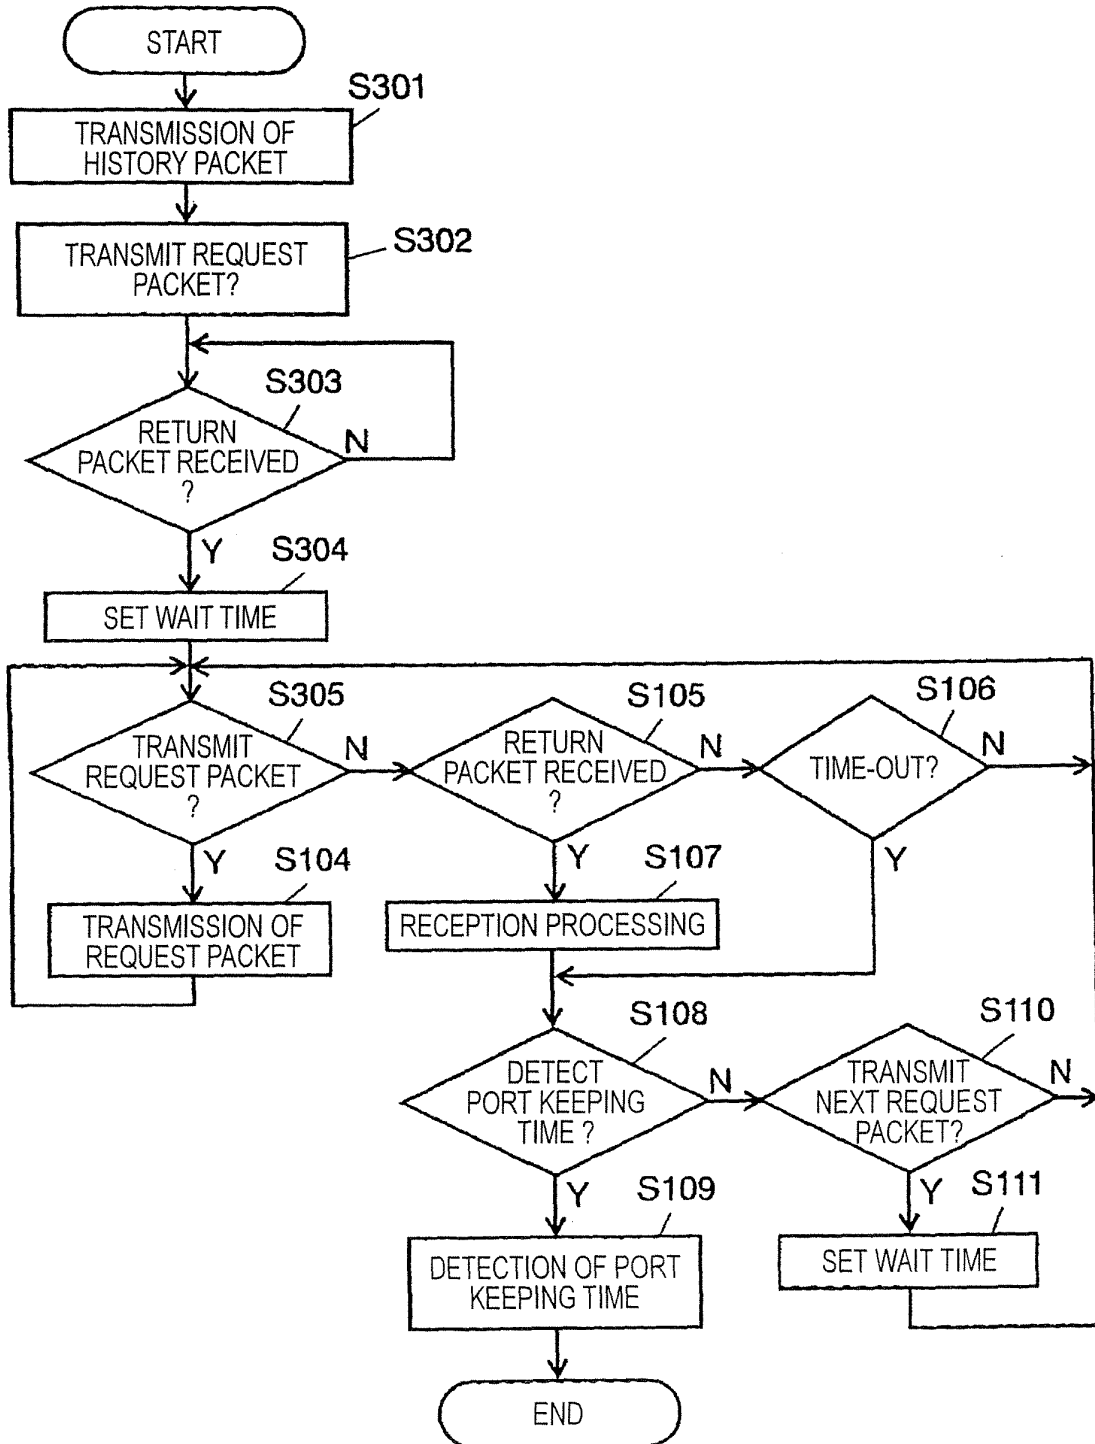 START
S301
TRANSMISSION OF
HISTORY PACKET
S302
TRANSMIT REQUEST
PACKET?
S303
RETURN
PACKET RECEIVED
?
N
Y
S304
SET WAIT TIME
S305
TRANSMIT
REQUEST PACKET
?
N
Y
S105
RETURN
PACKET RECEIVED
?
N
Y
S106
TIME-OUT?
N
Y
S104
TRANSMISSION OF
REQUEST PACKET
S107
RECEPTION PROCESSING
S108
DETECT
PORT KEEPING
TIME ?
N
Y
S110
TRANSMIT
NEXT REQUEST
PACKET?
N
Y
S109
DETECTION OF PORT
KEEPING TIME
S111
SET WAIT TIME
END